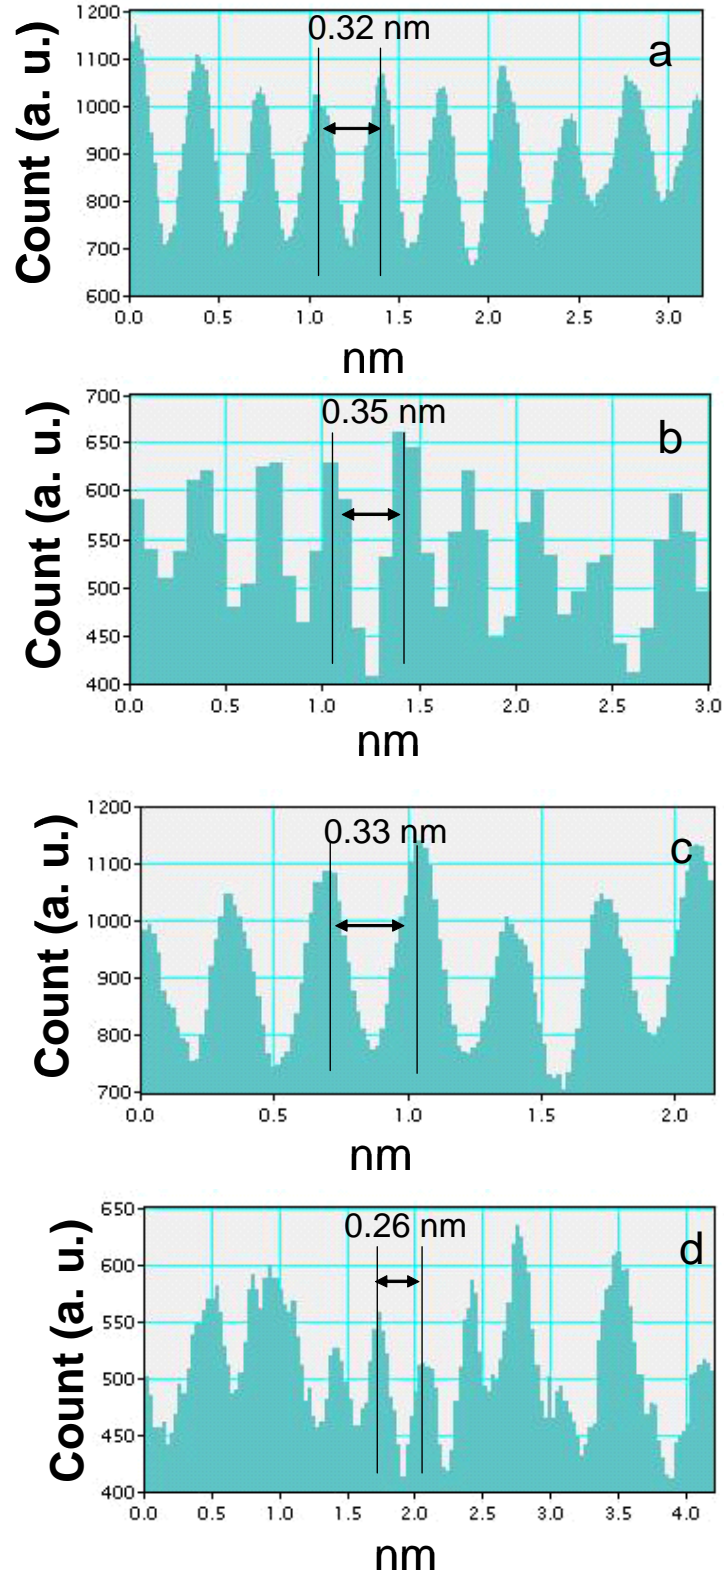 0.32 nm
a
Count (a. u.)
1200
1100
1000
900
800
700
600
0.0 0.5 1.0 1.5 2.0 2.5 3.0
nm
0.35 nm
b
Count (a. u.)
700
650
600
550
500
450
400
0.0 0.5 1.0 1.5 2.0 2.5 3.0
nm
0.33 nm
c
Count (a. u.)
1200
1100
1000
900
800
700
0.0 0.5 1.0 1.5 2.0
nm
0.26 nm
d
Count (a. u.)
650
600
550
500
450
400
0.0 0.5 1.0 1.5 2.0 2.5 3.0 3.5 4.0
nm